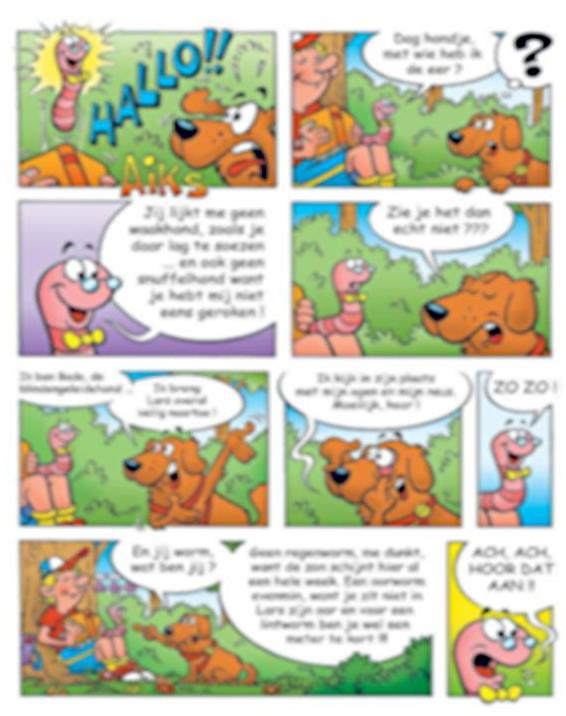 HALLO!!
AiKS
Dag hondje,
met wie heb ik
de eer?
?
Jij lijkt me geen
waakhond, zoals je
daar lag te soezen
... en ook geen
snuffelhond want
je hebt mij niet
eens geroken!
Zie je het dan
echt niet ???
Ik ben Bade, de
blindengeleidehond ...
Ik breng
Lars overal
veilig naartoe!
Ik kijk in zijn plaats
met mijn ogen en mijn neus.
Moeilijk, hoor!
ZO ZO!
En jij worm,
wat ben jij?
Geen regenworm, me dunkt,
want de zon schijnt hier al
een hele week. Een oorworm
evenmin, want je zit niet in
Lars zijn oor en voor een
lintworm ben je wel een
meter te kort !!!
ACH, ACH,
HOOR DAT
AAN !!